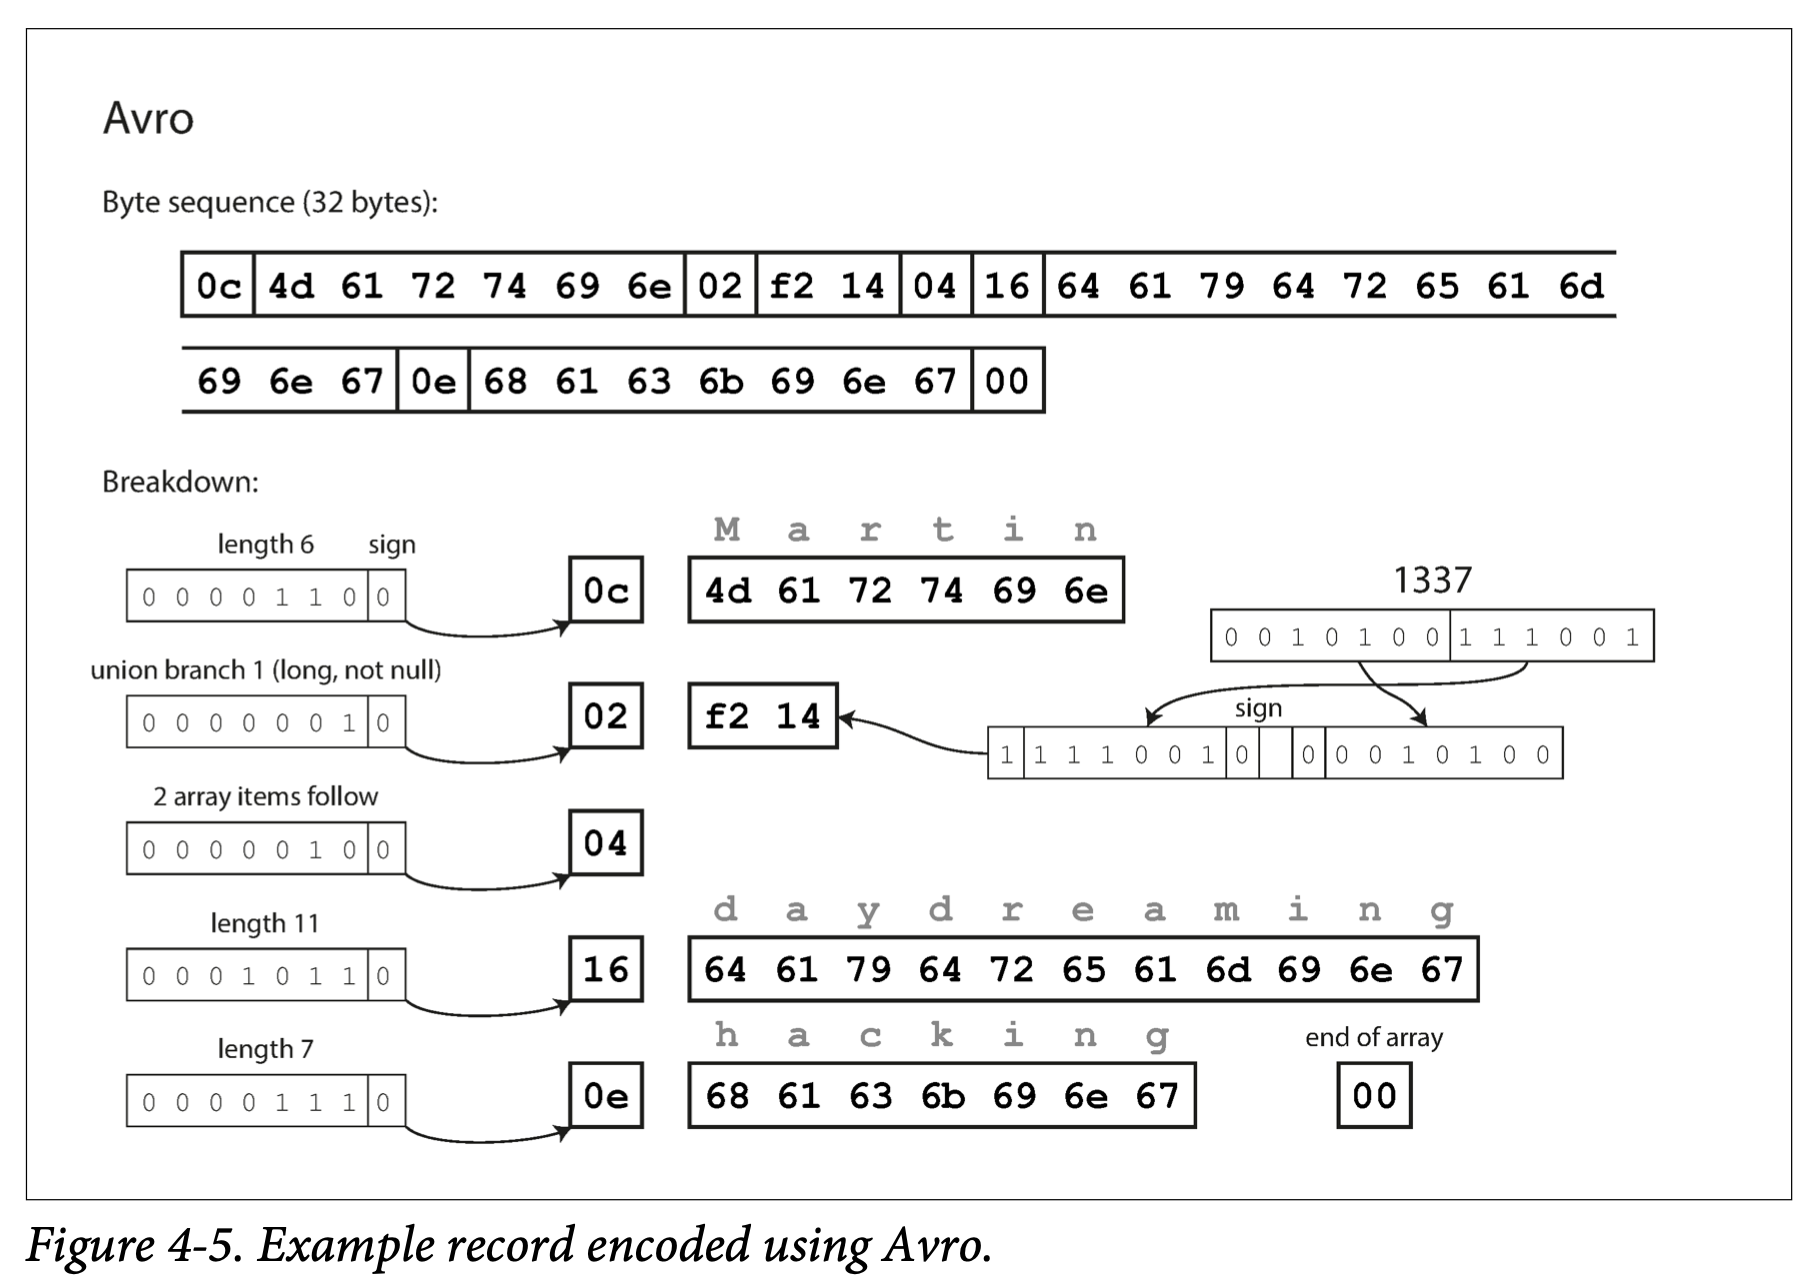 Avro
Byte sequence (32 bytes):
0c 4d 61 72 74 69 6e 02 f2 14 04 16 64 61 79 64 72 65 61 6d
69 6e 67 0e 68 61 63 6b 69 6e 67 00
Breakdown:
length 6 sign
0 0 0 0 1 1 0 0
0c
M a r t i n
4d 61 72 74 69 6e
1337
0 0 1 0 1 0 0 1 1 1 0 0 1
union branch 1 (long, not null)
0 0 0 0 0 0 1 0
02
f2 14
sign
1 1 1 1 0 0 1 0 0 0 0 1 0 1 0 0
2 array items follow
0 0 0 0 0 1 0 0
04
length 11
0 0 0 1 0 1 1 0
16
d a y d r e a m i n g
64 61 79 64 72 65 61 6d 69 6e 67
length 7
0 0 0 0 1 1 1 0
0e
h a c k i n g
68 61 63 6b 69 6e 67
end of array
00
Figure 4-5. Example record encoded using Avro.